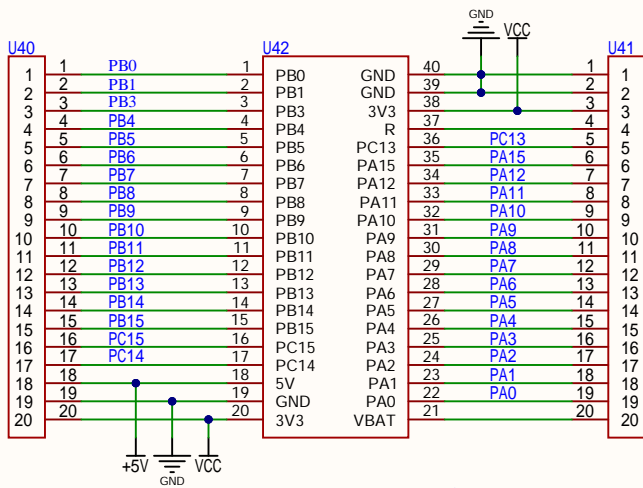 GND
VCC
U40 U42 U41
1 PB0 1 PB0 GND 40 1
1 2 PB1 2 PB1 GND 39 2 1
2 3 PB3 3 PB3 3V3 38 3 2
3 4 PB4 4 PB4 R 37 4 3
4 5 PB5 5 PB5 PC13 36 PC13 5 4
5 6 PB6 6 PB6 PA15 35 PA15 6 5
6 7 PB7 7 PB7 PA12 34 PA12 7 6
7 8 PB8 8 PB8 PA11 33 PA11 8 7
8 9 PB9 9 PB9 PA10 32 PA10 9 8
9 10 PB10 10 PB10 PA9 31 PA9 10 9
10 11 PB11 11 PB11 PA8 30 PA8 11 10
11 12 PB12 12 PB12 PA7 29 PA7 12 11
12 13 PB13 13 PB13 PA6 28 PA6 13 12
13 14 PB14 14 PB14 PA5 27 PA5 14 13
14 15 PB15 15 PB15 PA4 26 PA4 15 14
15 16 PC15 16 PC15 PA3 25 PA3 16 15
16 17 PC14 17 PC14 PA2 24 PA2 17 16
17 18 18 5V PA1 23 PA1 18 17
18 19 19 GND PA0 22 PA0 19 18
19 20 20 3V3 VBAT 21 20 19
20 20
+5V GND VCC